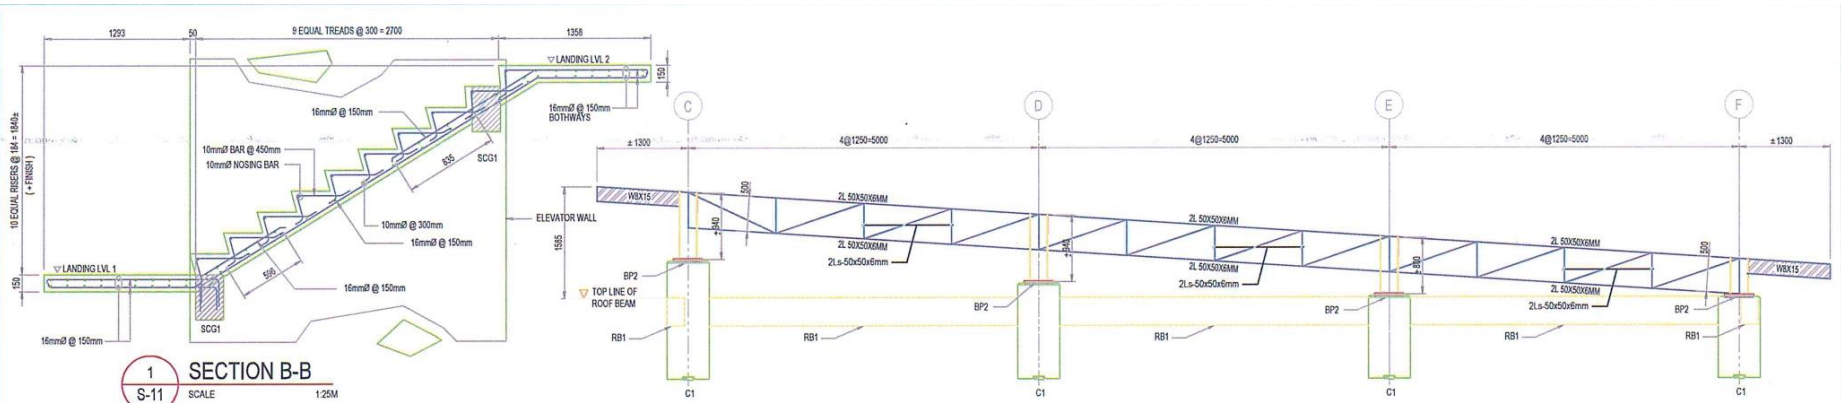 1293
50
9 EQUAL TREADS @ 300 = 2700
1358
LANDING LVL 2
150
16mmØ @ 150mm
16mmØ @ 150mm
BOTHWAYS
10 EQUAL RISERS @ 184 = 1840±
( + FINISH )
10mmØ BAR @ 450mm
10mmØ NOSING BAR
835
SCG1
10mmØ @ 300mm
ELEVATOR WALL
16mmØ @ 150mm
LANDING LVL 1
150
596
16mmØ @ 150mm
SCG1
16mmØ @ 150mm
1
S-11
SECTION B-B
SCALE
1:25M
C
D
E
F
±1300
4@1250=5000
4@1250=5000
4@1250=5000
±1300
W8X15
500
2L 50X50X6MM
2L 50X50X6MM
2L 50X50X6MM
500
W8X15
1585
2L 50X50X6MM
2L 50X50X6MM
2L 50X50X6MM
2Ls-50x50x6mm
2Ls-50x50x6mm
2Ls-50x50x6mm
BP2
BP2
BP2
BP2
TOP LINE OF
ROOF BEAM
RB1
RB1
RB1
RB1
RB1
C1
C1
C1
C1